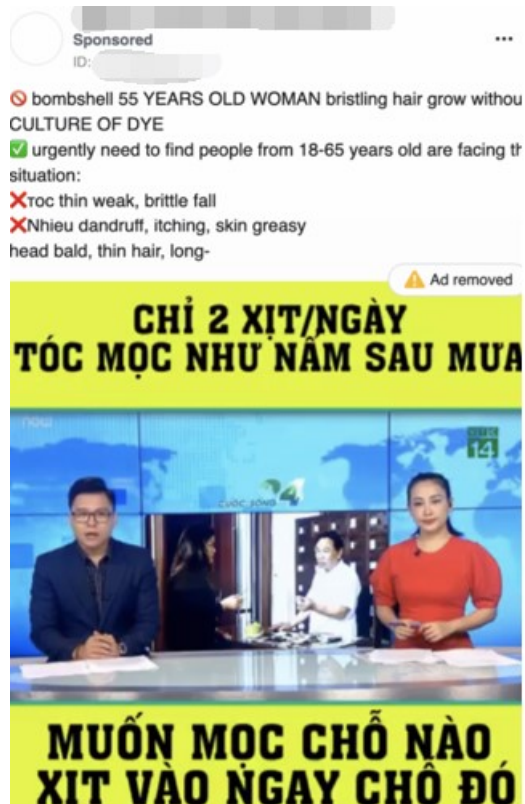 Sponsored
ID:
🚫 bombshell 55 YEARS OLD WOMAN bristling hair grow withou
CULTURE OF DYE
✅ urgently need to find people from 18-65 years old are facing th
situation:
❌тoc thin weak, brittle fall
❌Nhieu dandruff, itching, skin greasy
head bald, thin hair, long-
⚠️ Ad removed
CHỈ 2 XỊT/NGÀY
TÓC MỌC NHƯ NẤM SAU MƯA
now
14
CUỘC SỐNG 24
MUỐN MỌC CHỖ NÀO
XỊT VÀO NGAY CHỖ ĐÓ